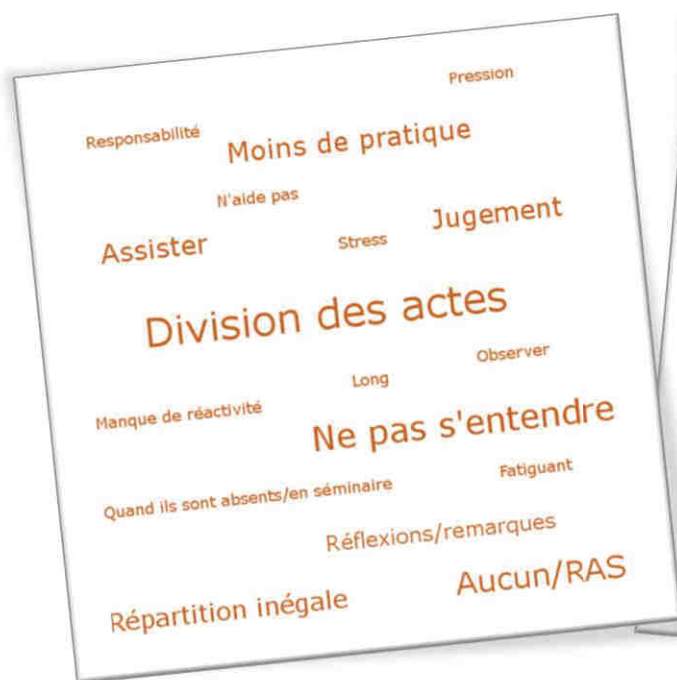 Pression
Responsabilité
Moins de pratique
N'aide pas
Jugement
Assister
Stress
Division des actes
Observer
Long
Manque de réactivité
Ne pas s'entendre
Fatiguant
Quand ils sont absents/en séminaire
Réflexions/remarques
Aucun/RAS
Répartition inégale